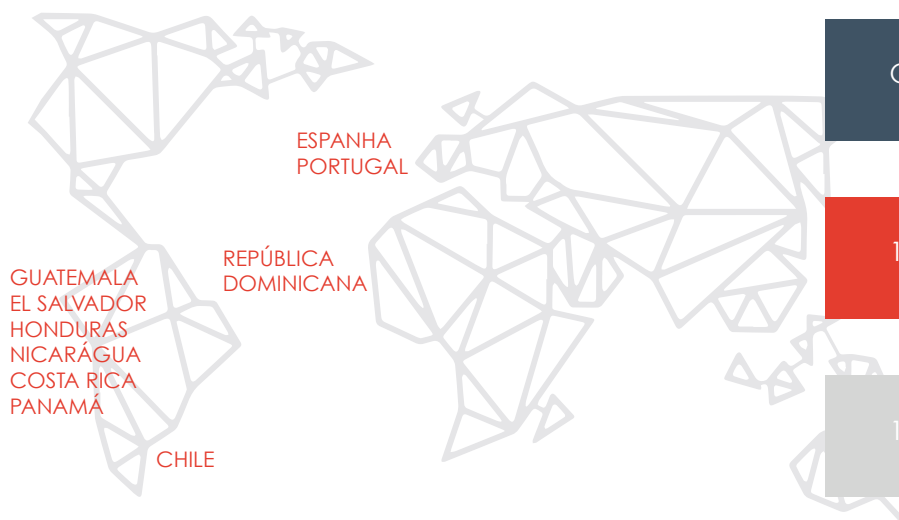 ESPANHA
PORTUGAL
REPÚBLICA
DOMINICANA
GUATEMALA
EL SALVADOR
HONDURAS
NICARÁGUA
COSTA RICA
PANAMÁ
CHILE